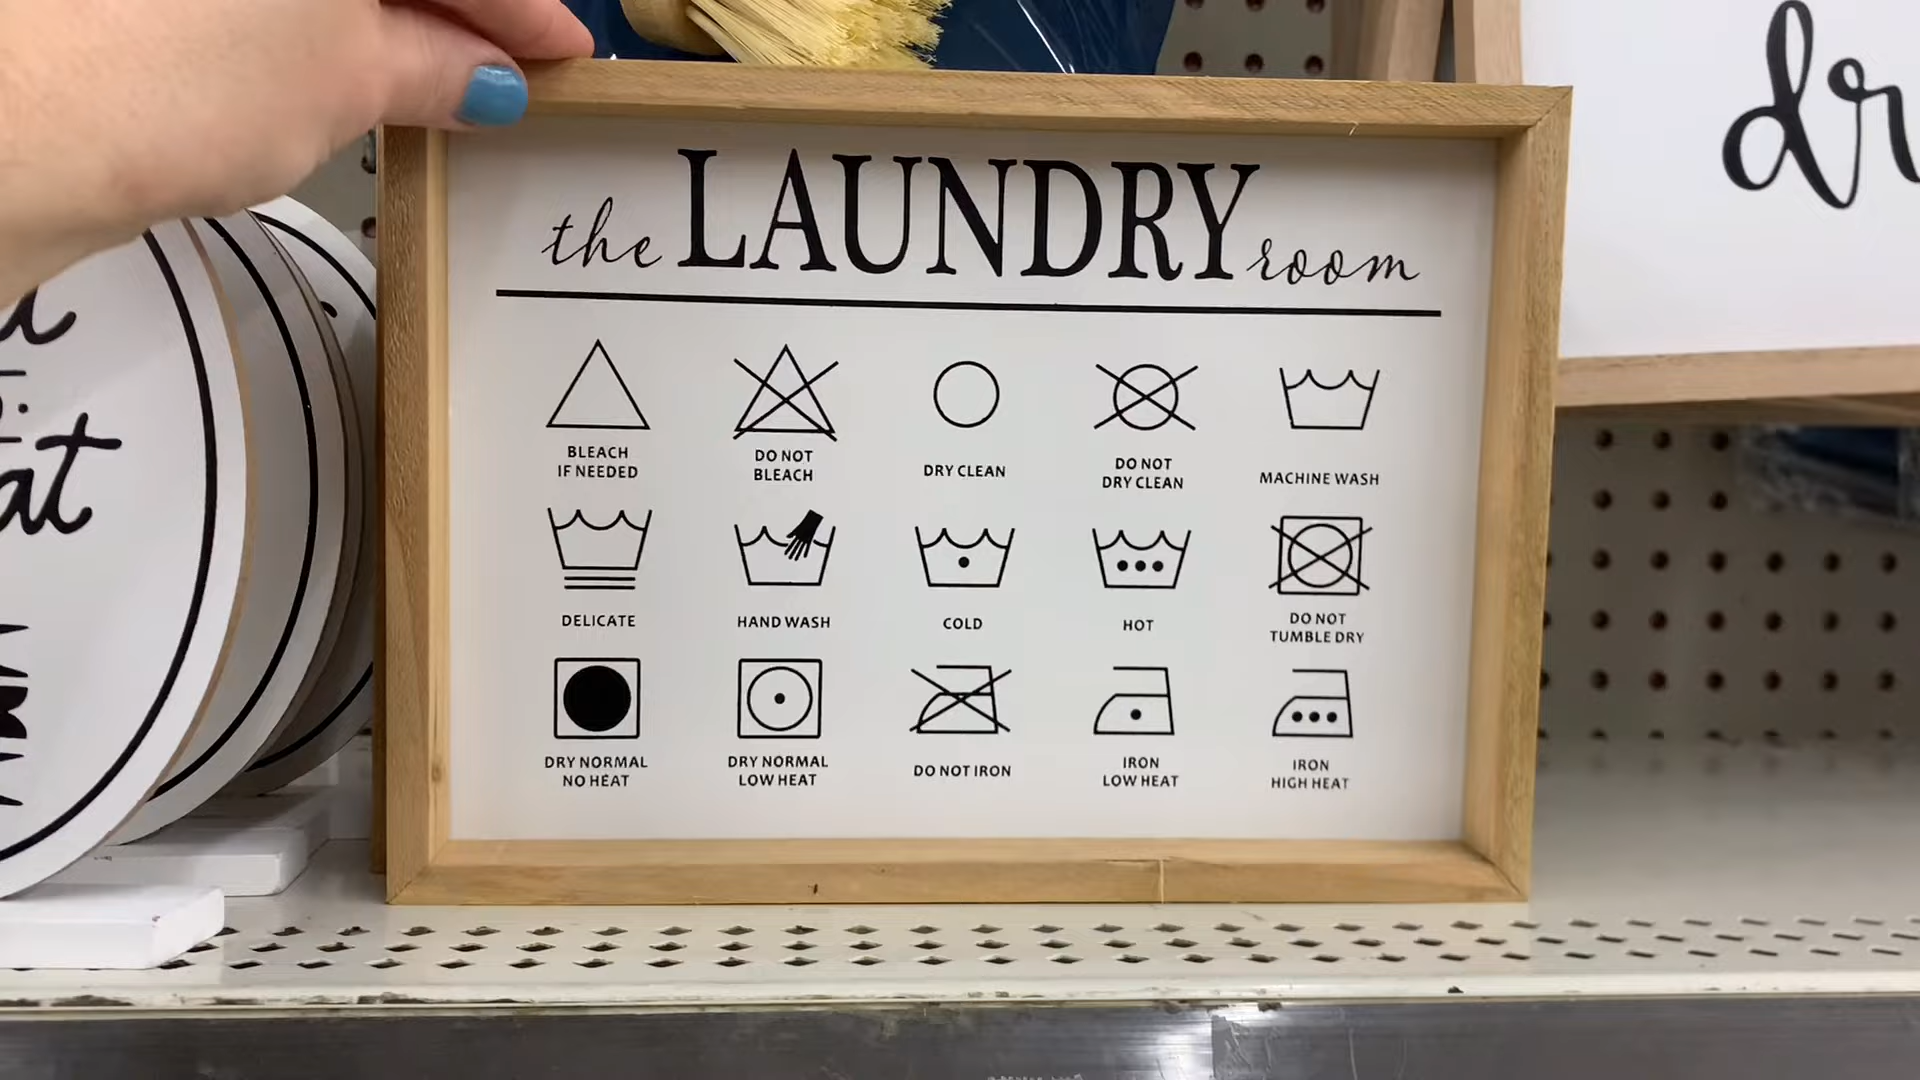 the LAUNDRY room
BLEACH
IF NEEDED
DO NOT
BLEACH
DRY CLEAN
DO NOT
DRY CLEAN
MACHINE WASH
DELICATE
HAND WASH
COLD
HOT
DO NOT
TUMBLE DRY
DRY NORMAL
NO HEAT
DRY NORMAL
LOW HEAT
DO NOT IRON
IRON
LOW HEAT
IRON
HIGH HEAT
dr
at